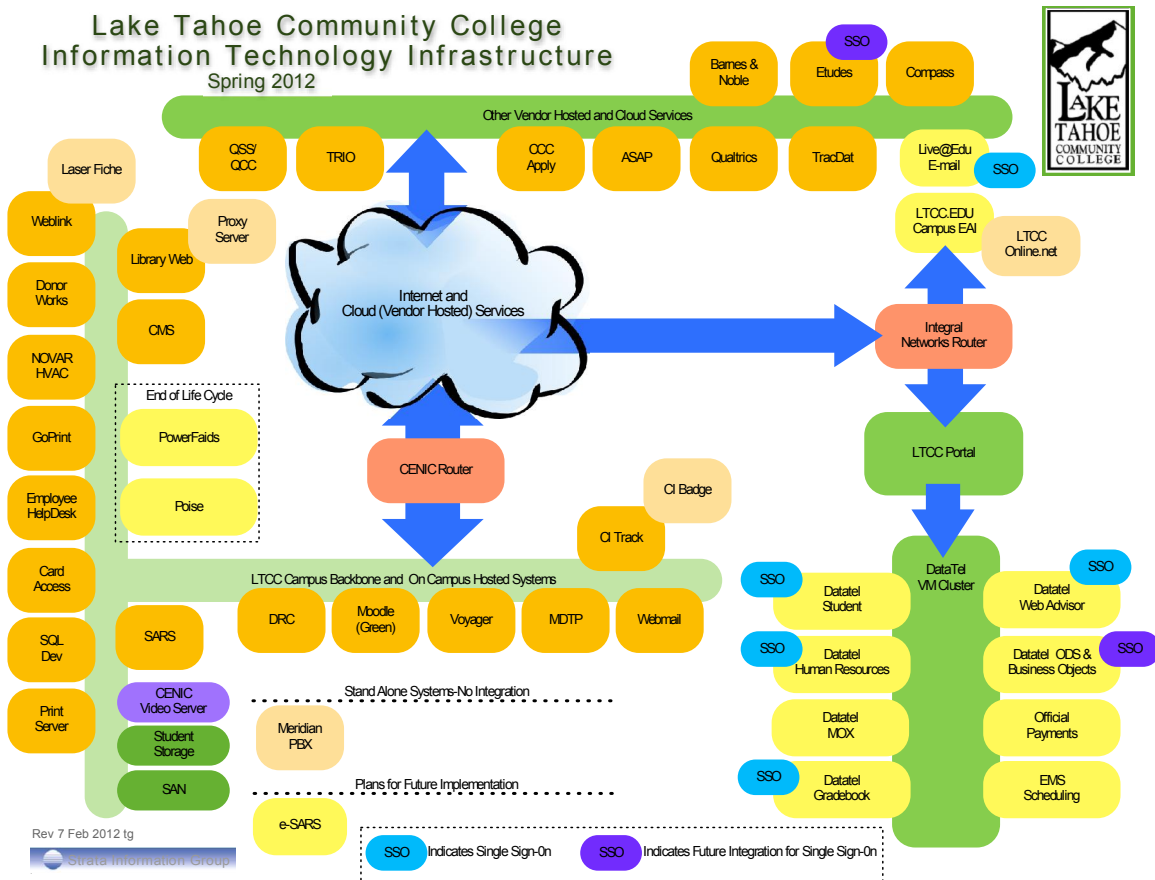 Lake Tahoe Community College
Information Technology Infrastructure
Spring 2012
SSO
Barnes &
Noble
Etudes
Compass
LAKE
TAHOE
COMMUNITY
COLLEGE
Other Vendor Hosted and Cloud Services
QSS/
QCC
TRIO
CCC
Apply
ASAP
Qualtrics
TracDat
Live@Edu
E-mail
SSO
Laser Fiche
Weblink
Proxy
Server
Library Web
LTCC.EDU
Campus EAI
LTCC
Online.net
Donor
Works
CMS
Internet and
Cloud (Vendor Hosted) Services
Integral
Networks Router
NOVAR
HVAC
End of Life Cycle
PowerFaids
Poise
GoPrint
CENIC Router
LTCC Portal
Employee
HelpDesk
CI Badge
CI Track
Card
Access
LTCC Campus Backbone and On Campus Hosted Systems
DRC
Moodle
(Green)
Voyager
MDTP
Webmail
DataTel
VM Cluster
SSO
Datatel
Student
SSO
Datatel
Web Advisor
SQL
Dev
SARS
SSO
Datatel
Human Resources
Datatel ODS &
Business Objects
SSO
CENIC
Video Server
Stand Alone Systems-No Integration
Print
Server
Student
Storage
Meridian
PBX
Datatel
MOX
Official
Payments
SAN
Plans for Future Implementation
SSO
Datatel
Gradebook
EMS
Scheduling
e-SARS
Rev 7 Feb 2012 tg
Strata Information Group
SSO
Indicates Single Sign-0n
SSO
Indicates Future Integration for Single Sign-0n